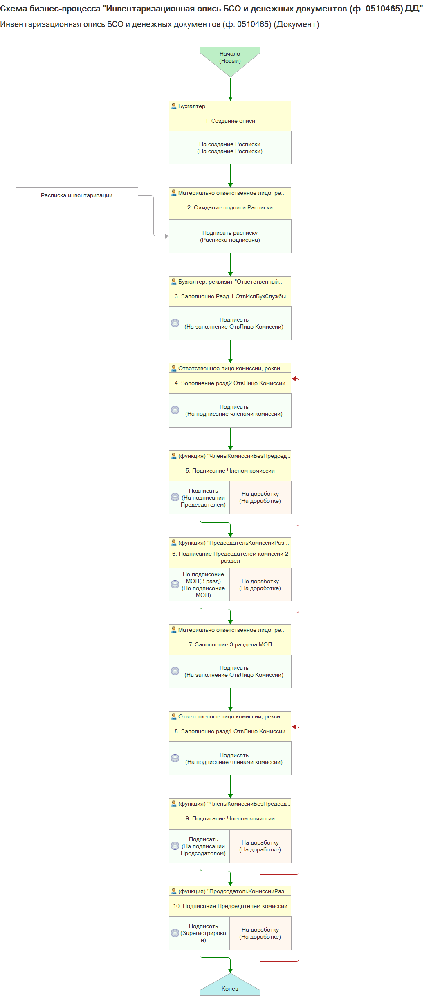 Схема бизнес-процесса "Инвентаризационная опись БСО и денежных документов (ф. 0510465) ДД"
Инвентаризационная опись БСО и денежных документов (ф. 0510465) (Документ)
Начало
(Новый)
Бухгалтер
1. Создание описи
На создание Расписки
(На создание Расписки)
Расписка инвентаризации
Материально ответственное лицо, ре...
2. Ожидание подписи Расписки
Подписать расписку
(Расписка подписана)
Бухгалтер, реквизит "Ответственный...
3. Заполнение Разд.1 ОтвИспБухСлужбы
Подписать
(На заполнение ОтвЛицо Комиссии)
Ответственное лицо комиссии, рекви...
4. Заполнение разд2 ОтвЛицо Комиссии
Подписать
(На подписание членами комиссии)
(функция) "ЧленыКомиссииБезПредсед...
5. Подписание Членом комиссии
Подписать
(На подписании
Председателем)
На доработку
(На доработке)
(функция) "ПредседательКомиссииРаз...
6. Подписание Председателем комиссии 2
раздел
На подписание
МОЛ(3 разд)
(На подписание
МОЛ)
На доработку
(На доработке)
Материально ответственное лицо, ре...
7. Заполнение 3 раздела МОЛ
Подписать
(На заполнение ОтвЛицо Комиссии)
Ответственное лицо комиссии, рекви...
8. Заполнение разд4 ОтвЛицо Комиссии
Подписать
(На подписание членами комиссии)
(функция) "ЧленыКомиссииБезПредсед...
9. Подписание Членом комиссии
Подписать
(На подписании
Председателем)
На доработку
(На доработке)
(функция) "ПредседательКомиссииРаз...
10. Подписание Председателем комиссии
Подписать
(Зарегистрирова
н)
На доработку
(На доработке)
Конец